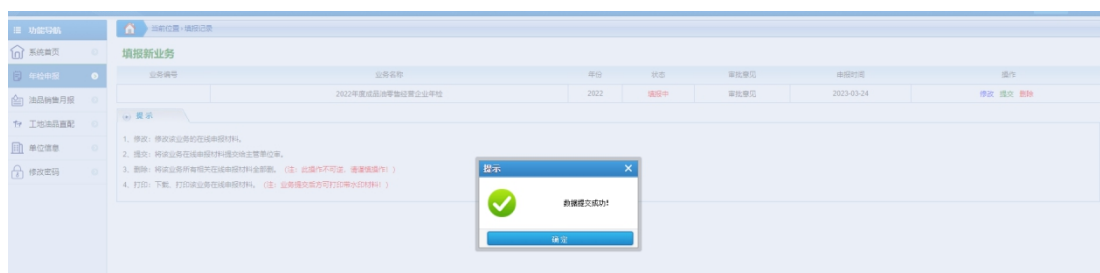 功能导航
当前位置：填报记录
系统首页
年检申报
油品销售月报
工地油品直配
单位信息
修改密码
填报新业务
业务编号 业务名称 年份 状态 审批意见 申报时间 操作
2022年度成品油零售经营企业年检 2022 填报中 审批意见 2023-03-24 修改 提交 删除
提示
1、修改：修改该业务的在线申报材料。
2、提交：将该业务在线申报材料提交给主管单位审。
3、删除：将该业务所有相关在线申报材料全部删。（注：此操作不可逆，请谨慎操作！）
4、打印：下载、打印该业务在线申报材料。（注：业务提交后方可打印带水印材料！）
提示
数据提交成功!
确定